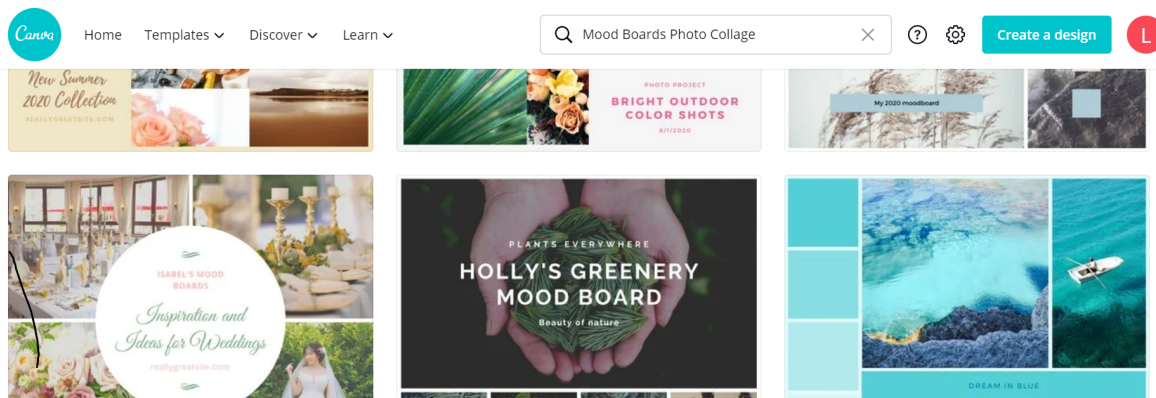 Canva
Home
Templates
Discover
Learn
Mood Boards Photo Collage
Create a design
L
New Summer
2020 Collection
REALLYGREATSITE.COM
PHOTO PROJECT
BRIGHT OUTDOOR
COLOR SHOTS
8/1/2020
My 2020 moodboard
ISABEL'S MOOD
BOARDS
Inspiration and
Ideas for Weddings
reallygreatsite.com
PLANTS EVERYWHERE
HOLLY'S GREENERY
MOOD BOARD
Beauty of nature
DREAM IN BLUE